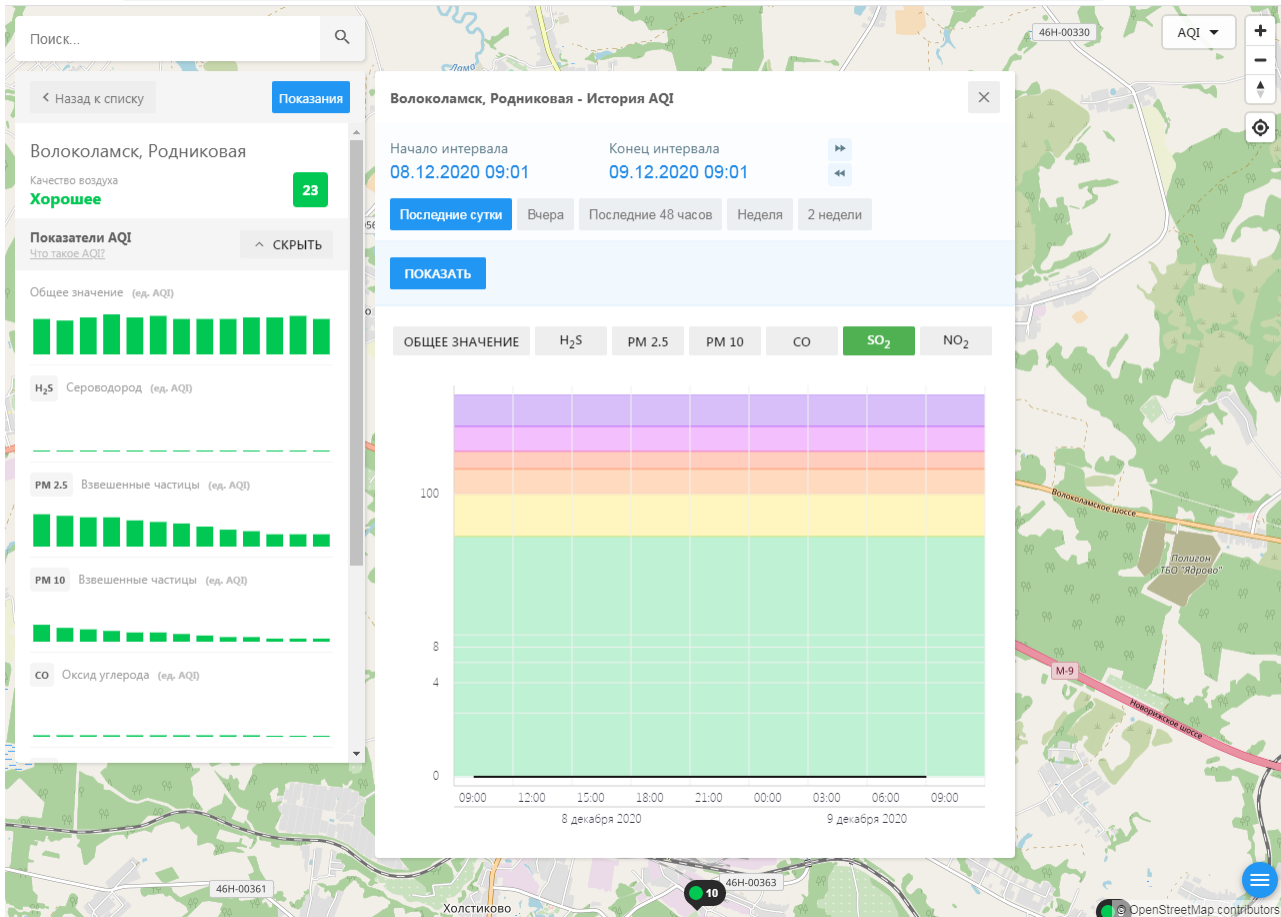 Поиск...
46Н-00330
AQI
Ламо
Назад к списку
Показания
Волоколамск, Родниковая
Качество воздуха
Хорошее
23
Показатели AQI
Что такое AQI?
СКРЫТЬ
Общее значение (ед. AQI)
H2S Сероводород (ед. AQI)
PM 2.5 Взвешенные частицы (ед. AQI)
PM 10 Взвешенные частицы (ед. AQI)
CO Оксид углерода (ед. AQI)
Волоколамск, Родниковая - История AQI
Начало интервала
Конец интервала
08.12.2020 09:01
09.12.2020 09:01
Последние сутки
Вчера
Последние 48 часов
Неделя
2 недели
ПОКАЗАТЬ
ОБЩЕЕ ЗНАЧЕНИЕ
H2S
PM 2.5
PM 10
CO
SO2
NO2
100
8
4
0
09:00 12:00 15:00 18:00 21:00 00:00 03:00 06:00 09:00
8 декабря 2020
9 декабря 2020
Волоколамское шоссе
Полигон
ТБО "Ядрово"
М-9
Новорижское шоссе
46Н-00361
46Н-00363
10
Холстиково
© OpenStreetMap contributors